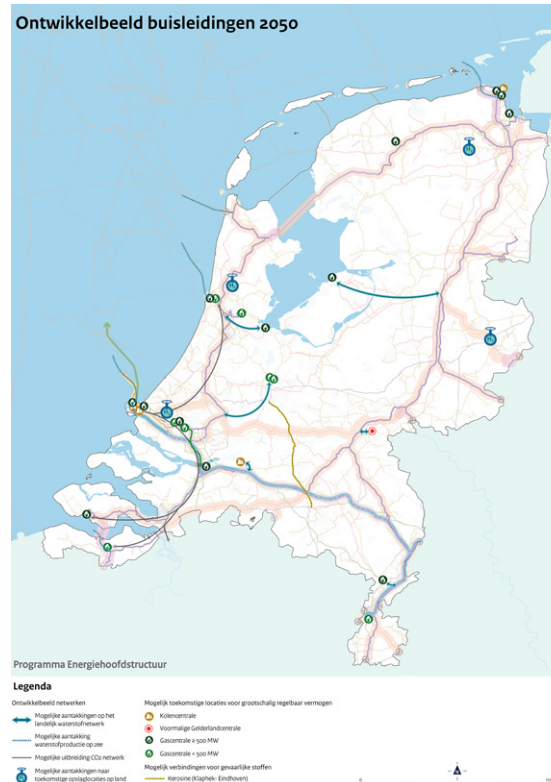 Ontwikkelbeeld buisleidingen 2050
Programma Energiehoofdstructuur
Legenda
Ontwikkelbeeld netwerken
Mogelijke aantakkingen op het
landelijk waterstofnetwerk
Mogelijke aantakking
waterstofproductie op zee
Mogelijke uitbreiding CO2 netwerk
Mogelijke aantakkingen naar
toekomstige opslaglocaties op land
Mogelijk toekomstige locaties voor grootschalig regelbaar vermogen
Kolencentrale
Voormalige Gelderlandcentrale
Gascentrale ≥ 500 MW
Gascentrale < 500 MW
Mogelijke verbindingen voor gevaarlijke stoffen
Kerosine (Klaphek- Eindhoven)